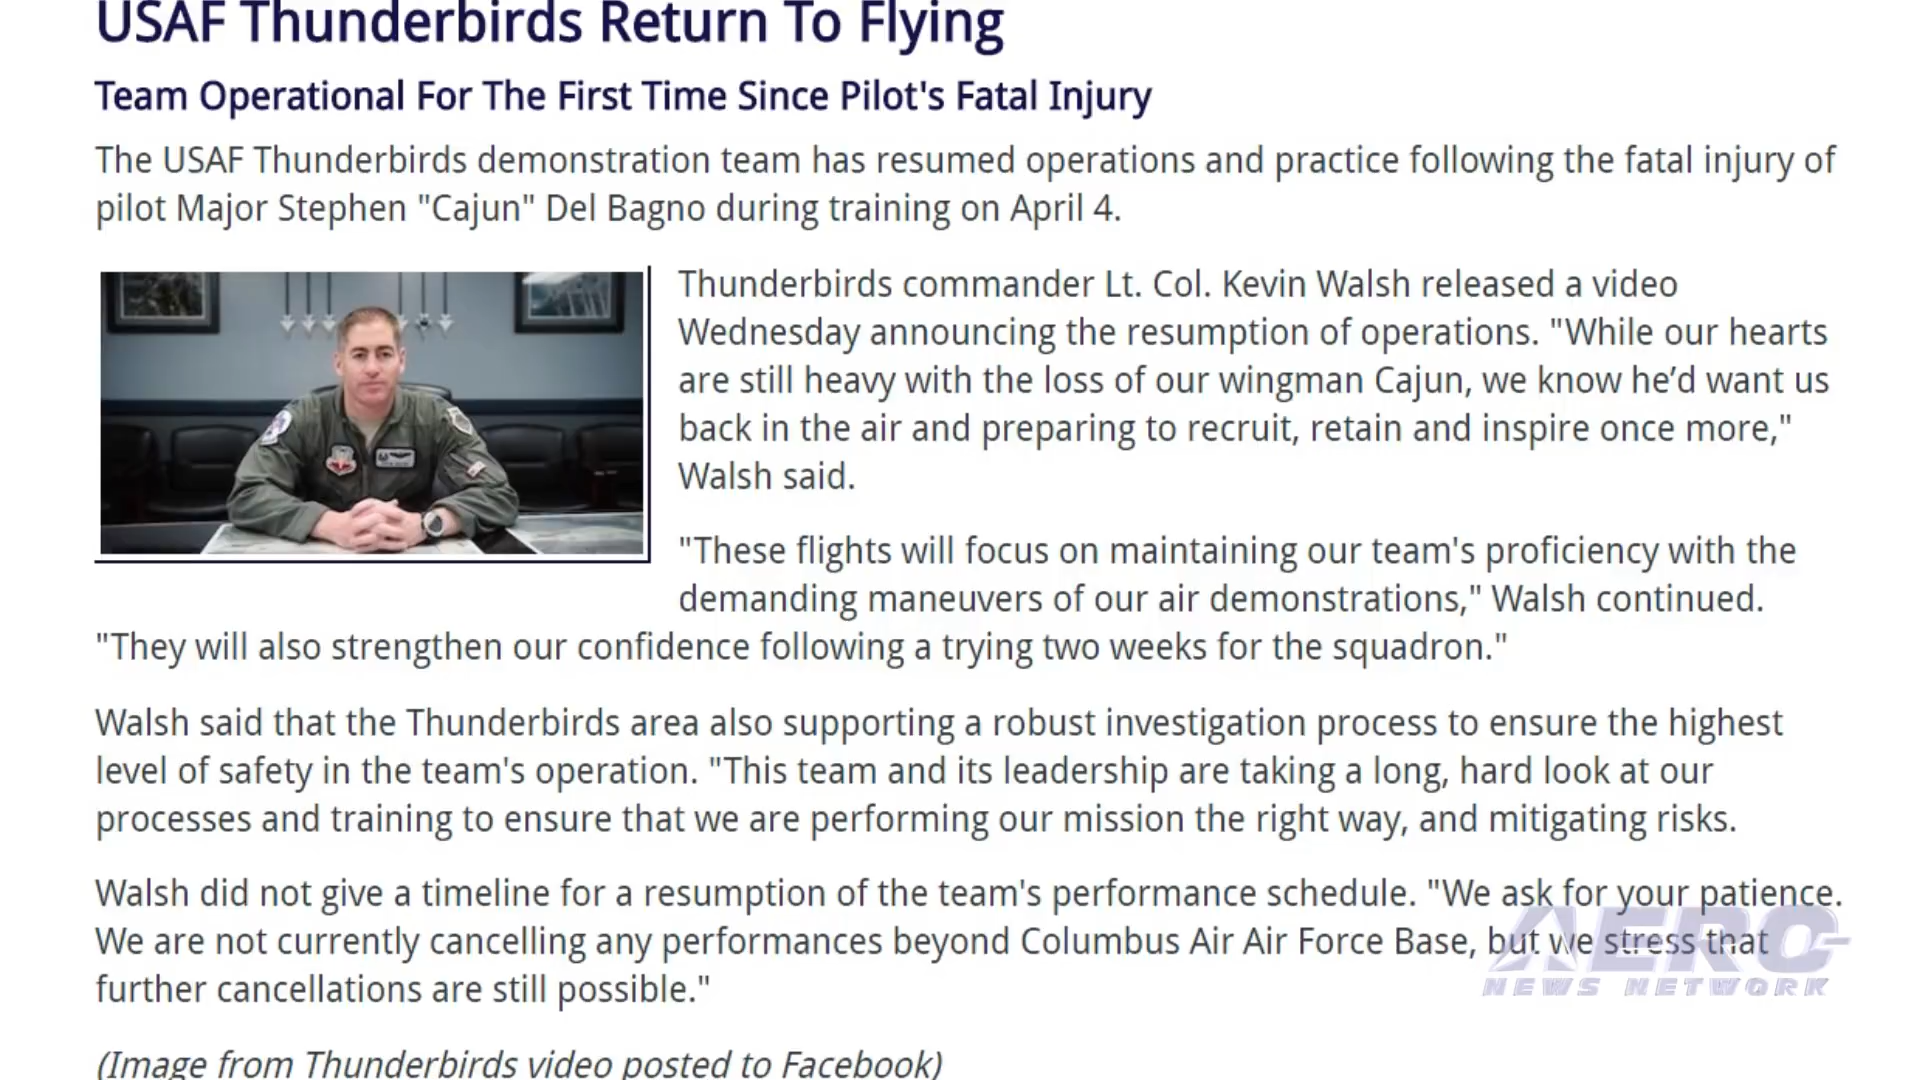 USAF Thunderbirds Return To Flying
Team Operational For The First Time Since Pilot's Fatal Injury
The USAF Thunderbirds demonstration team has resumed operations and practice following the fatal injury of
pilot Major Stephen "Cajun" Del Bagno during training on April 4.
Thunderbirds commander Lt. Col. Kevin Walsh released a video
Wednesday announcing the resumption of operations. "While our hearts
are still heavy with the loss of our wingman Cajun, we know he’d want us
back in the air and preparing to recruit, retain and inspire once more,"
Walsh said.
"These flights will focus on maintaining our team's proficiency with the
demanding maneuvers of our air demonstrations," Walsh continued.
"They will also strengthen our confidence following a trying two weeks for the squadron."
Walsh said that the Thunderbirds area also supporting a robust investigation process to ensure the highest
level of safety in the team's operation. "This team and its leadership are taking a long, hard look at our
processes and training to ensure that we are performing our mission the right way, and mitigating risks.
Walsh did not give a timeline for a resumption of the team's performance schedule. "We ask for your patience.
We are not currently cancelling any performances beyond Columbus Air Air Force Base, but we stress that
further cancellations are still possible."
(Image from Thunderbirds video posted to Facebook)
AERO
NEWS NETWORK